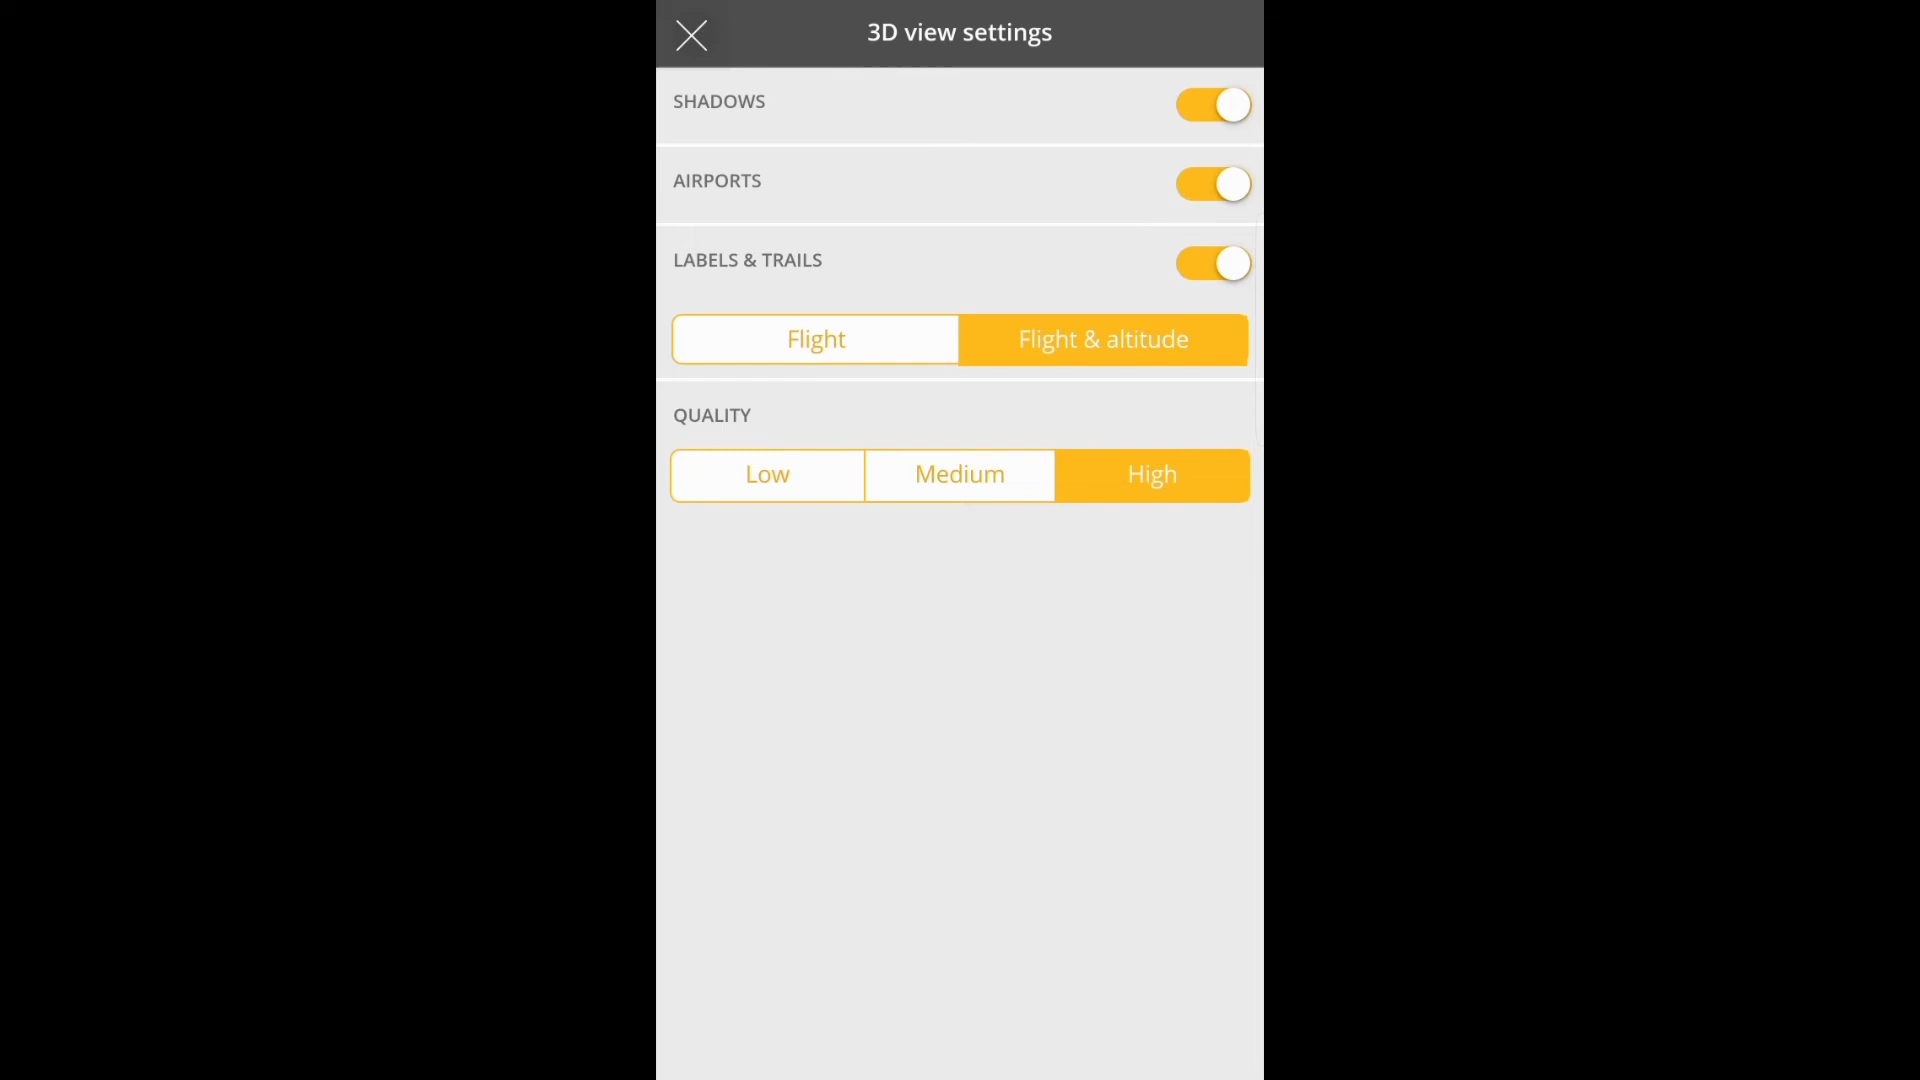 3D view settings
SHADOWS
AIRPORTS
LABELS & TRAILS
Flight Flight & altitude
QUALITY
Low Medium High